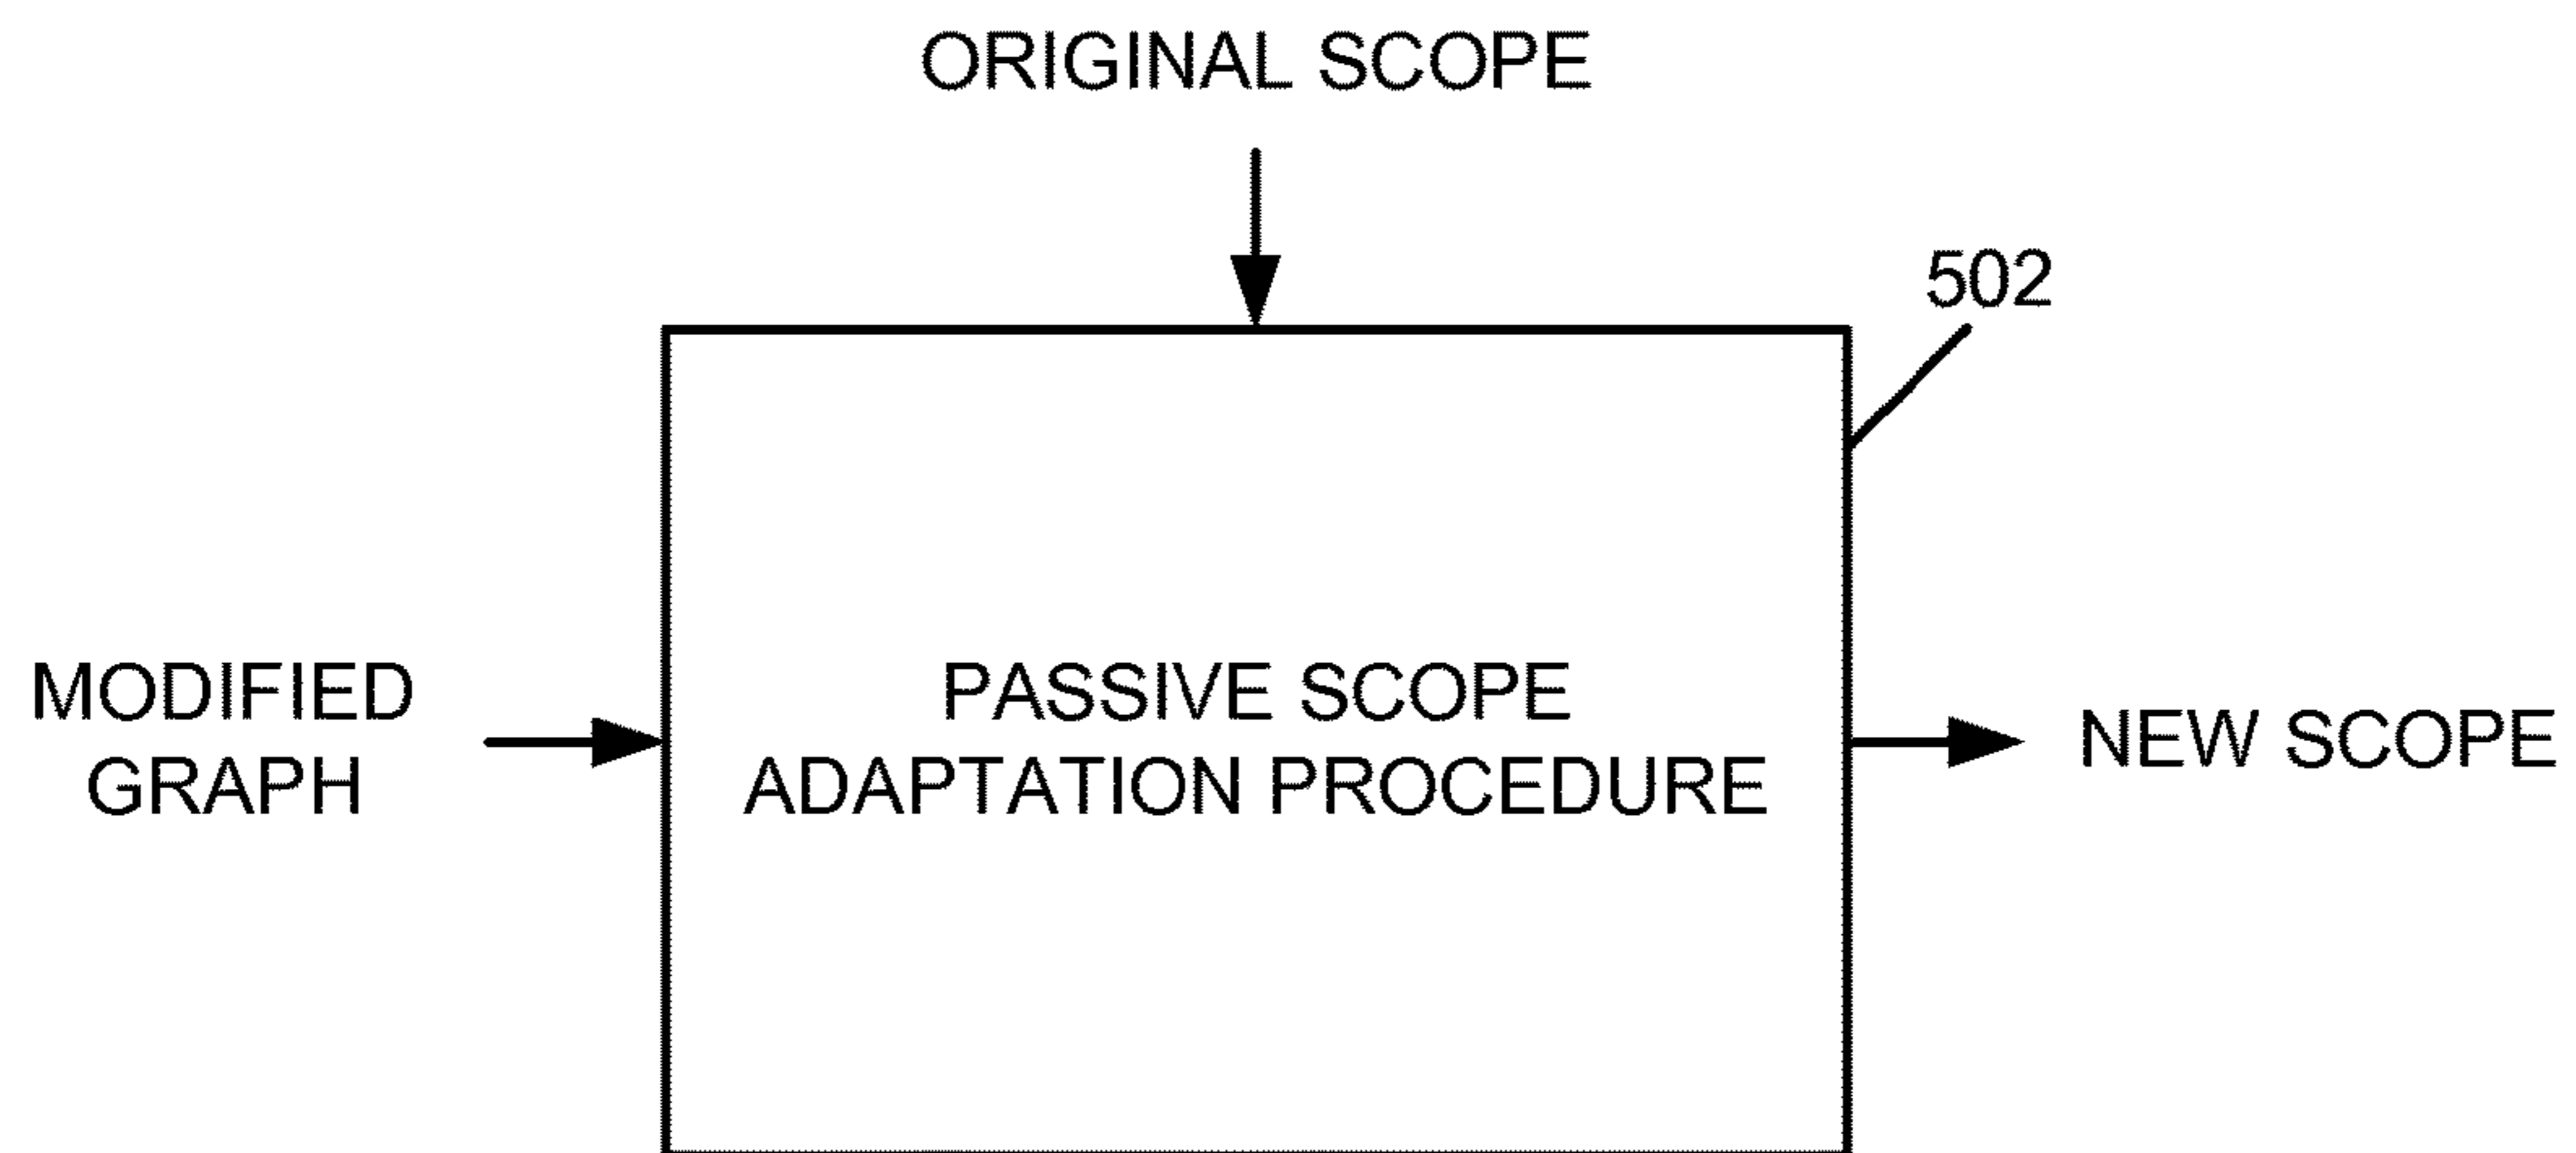 ORIGINAL SCOPE
502
MODIFIED
GRAPH
PASSIVE SCOPE
ADAPTATION PROCEDURE
NEW SCOPE